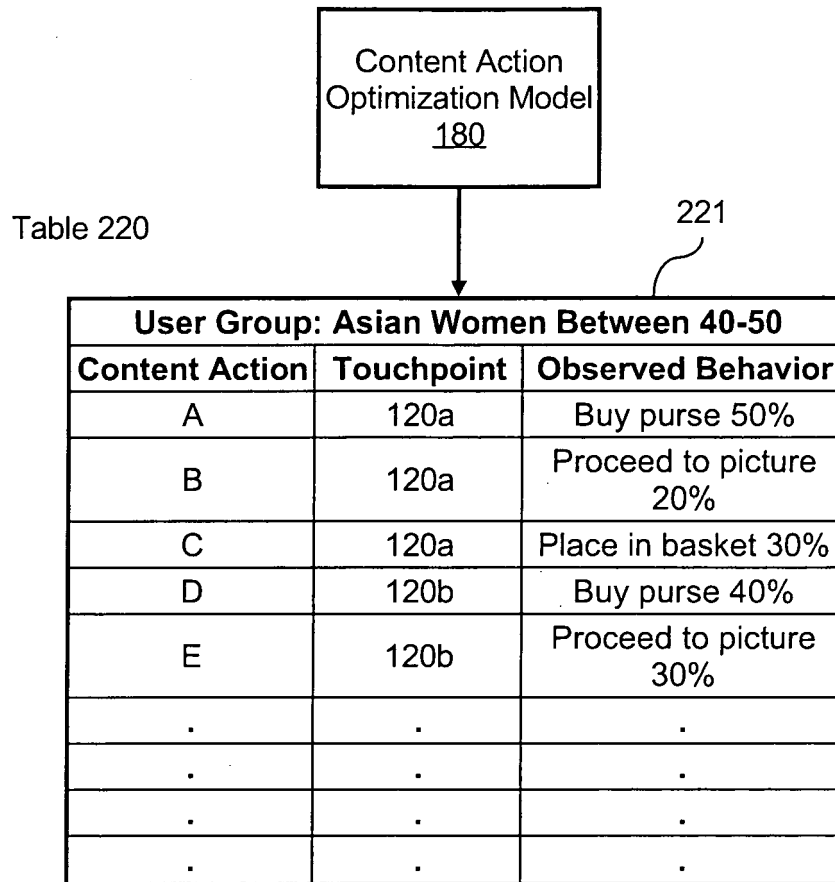 Content Action
Optimization Model
180
Table 220
221
User Group: Asian Women Between 40-50
Content Action Touchpoint Observed Behavior
A 120a Buy purse 50%
B 120a Proceed to picture
20%
C 120a Place in basket 30%
D 120b Buy purse 40%
E 120b Proceed to picture
30%
. . .
. . .
. . .
. . .